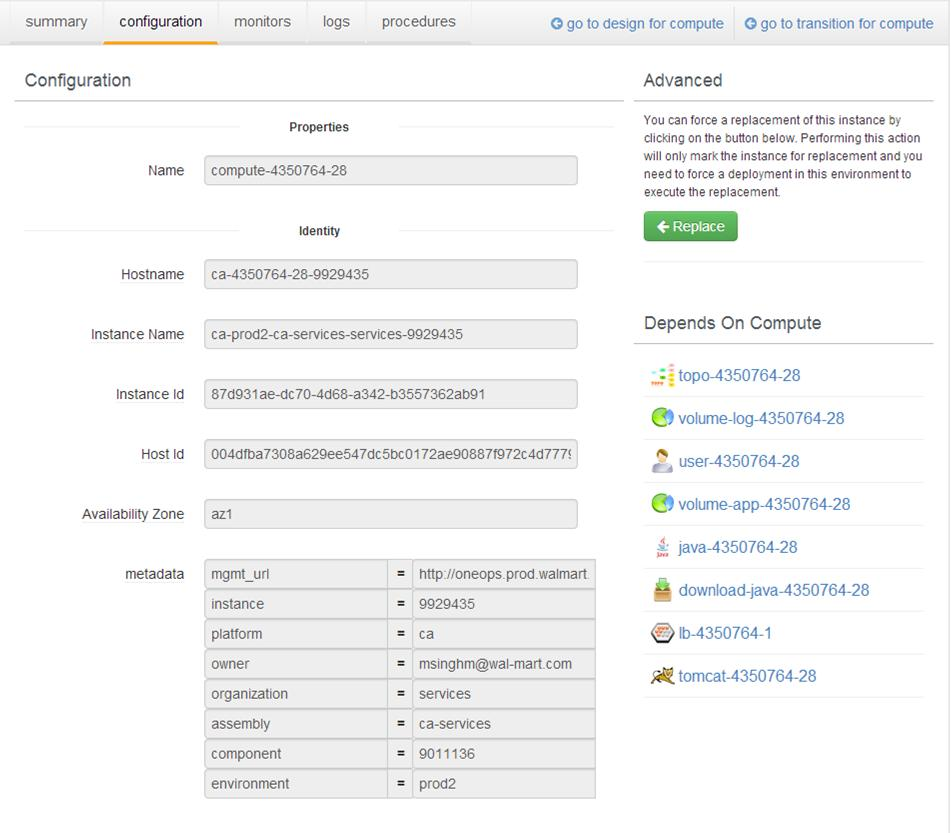 summary configuration monitors logs procedures go to design for compute go to transition for compute
Configuration
Properties
Name compute-4350764-28
Identity
Hostname ca-4350764-28-9929435
Instance Name ca-prod2-ca-services-services-9929435
Instance Id 87d931ae-dc70-4d68-a342-b3557362ab91
Host Id 004dfba7308a629ee547dc5bc0172ae90887f972c4d7779
Availability Zone az1
metadata mgmt_url = http://oneops.prod.walmart.
instance = 9929435
platform = ca
owner = msinghm@wal-mart.com
organization = services
assembly = ca-services
component = 9011136
environment = prod2
Advanced
You can force a replacement of this instance by
clicking on the button below. Performing this action
will only mark the instance for replacement and you
need to force a deployment in this environment to
execute the replacement.
Replace
Depends On Compute
topo-4350764-28
volume-log-4350764-28
user-4350764-28
volume-app-4350764-28
java-4350764-28
download-java-4350764-28
lb-4350764-1
tomcat-4350764-28